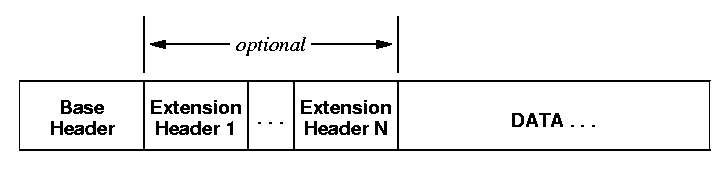 optional
Base
Header
Extension
Header 1
. . .
Extension
Header N
DATA . . .